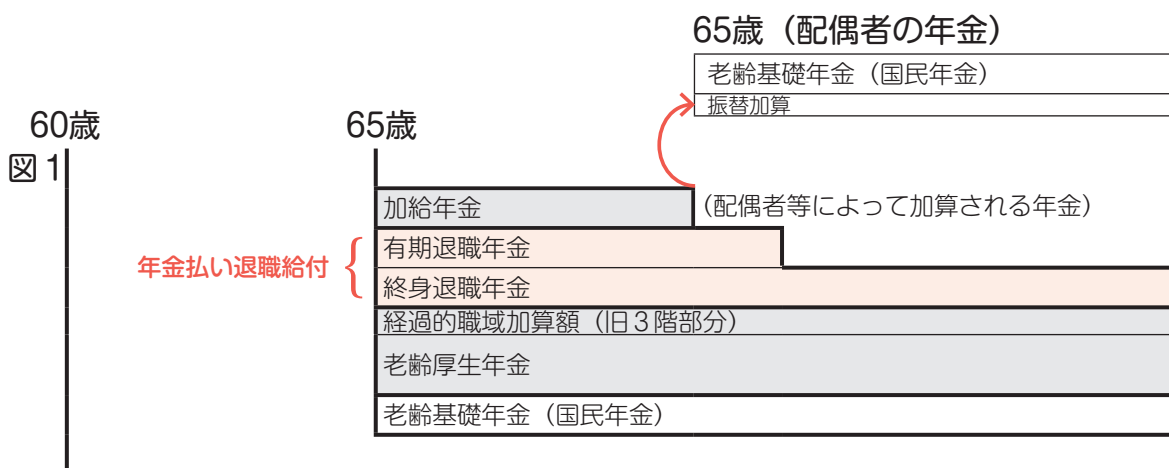 65歳（配偶者の年金）
老齢基礎年金（国民年金）
振替加算
60歳
65歳
図1
加給年金
（配偶者等によって加算される年金）
年金払い退職給付
有期退職年金
終身退職年金
経過的職域加算額（旧3階部分）
老齢厚生年金
老齢基礎年金（国民年金）